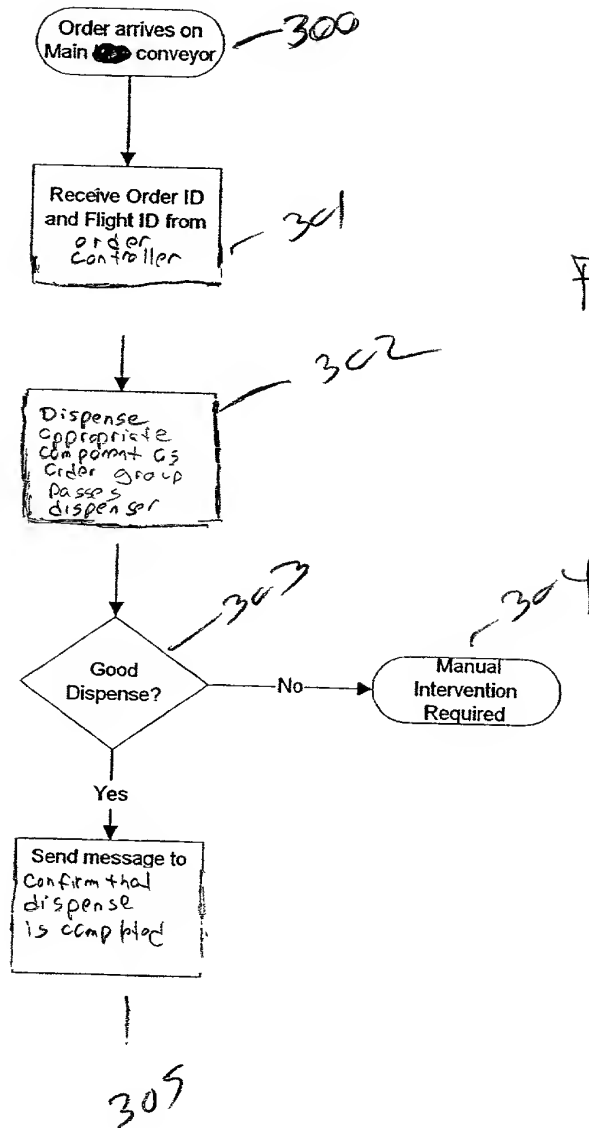 Order arrives on
Main conveyor
300
Receive Order ID
and Flight ID from
order
controller
301
302
Dispense
appropriate
component as
order group
passes
dispenser
303
Good
Dispense?
No
304
Manual
Intervention
Required
Yes
Send message to
confirm that
dispense
is completed
305